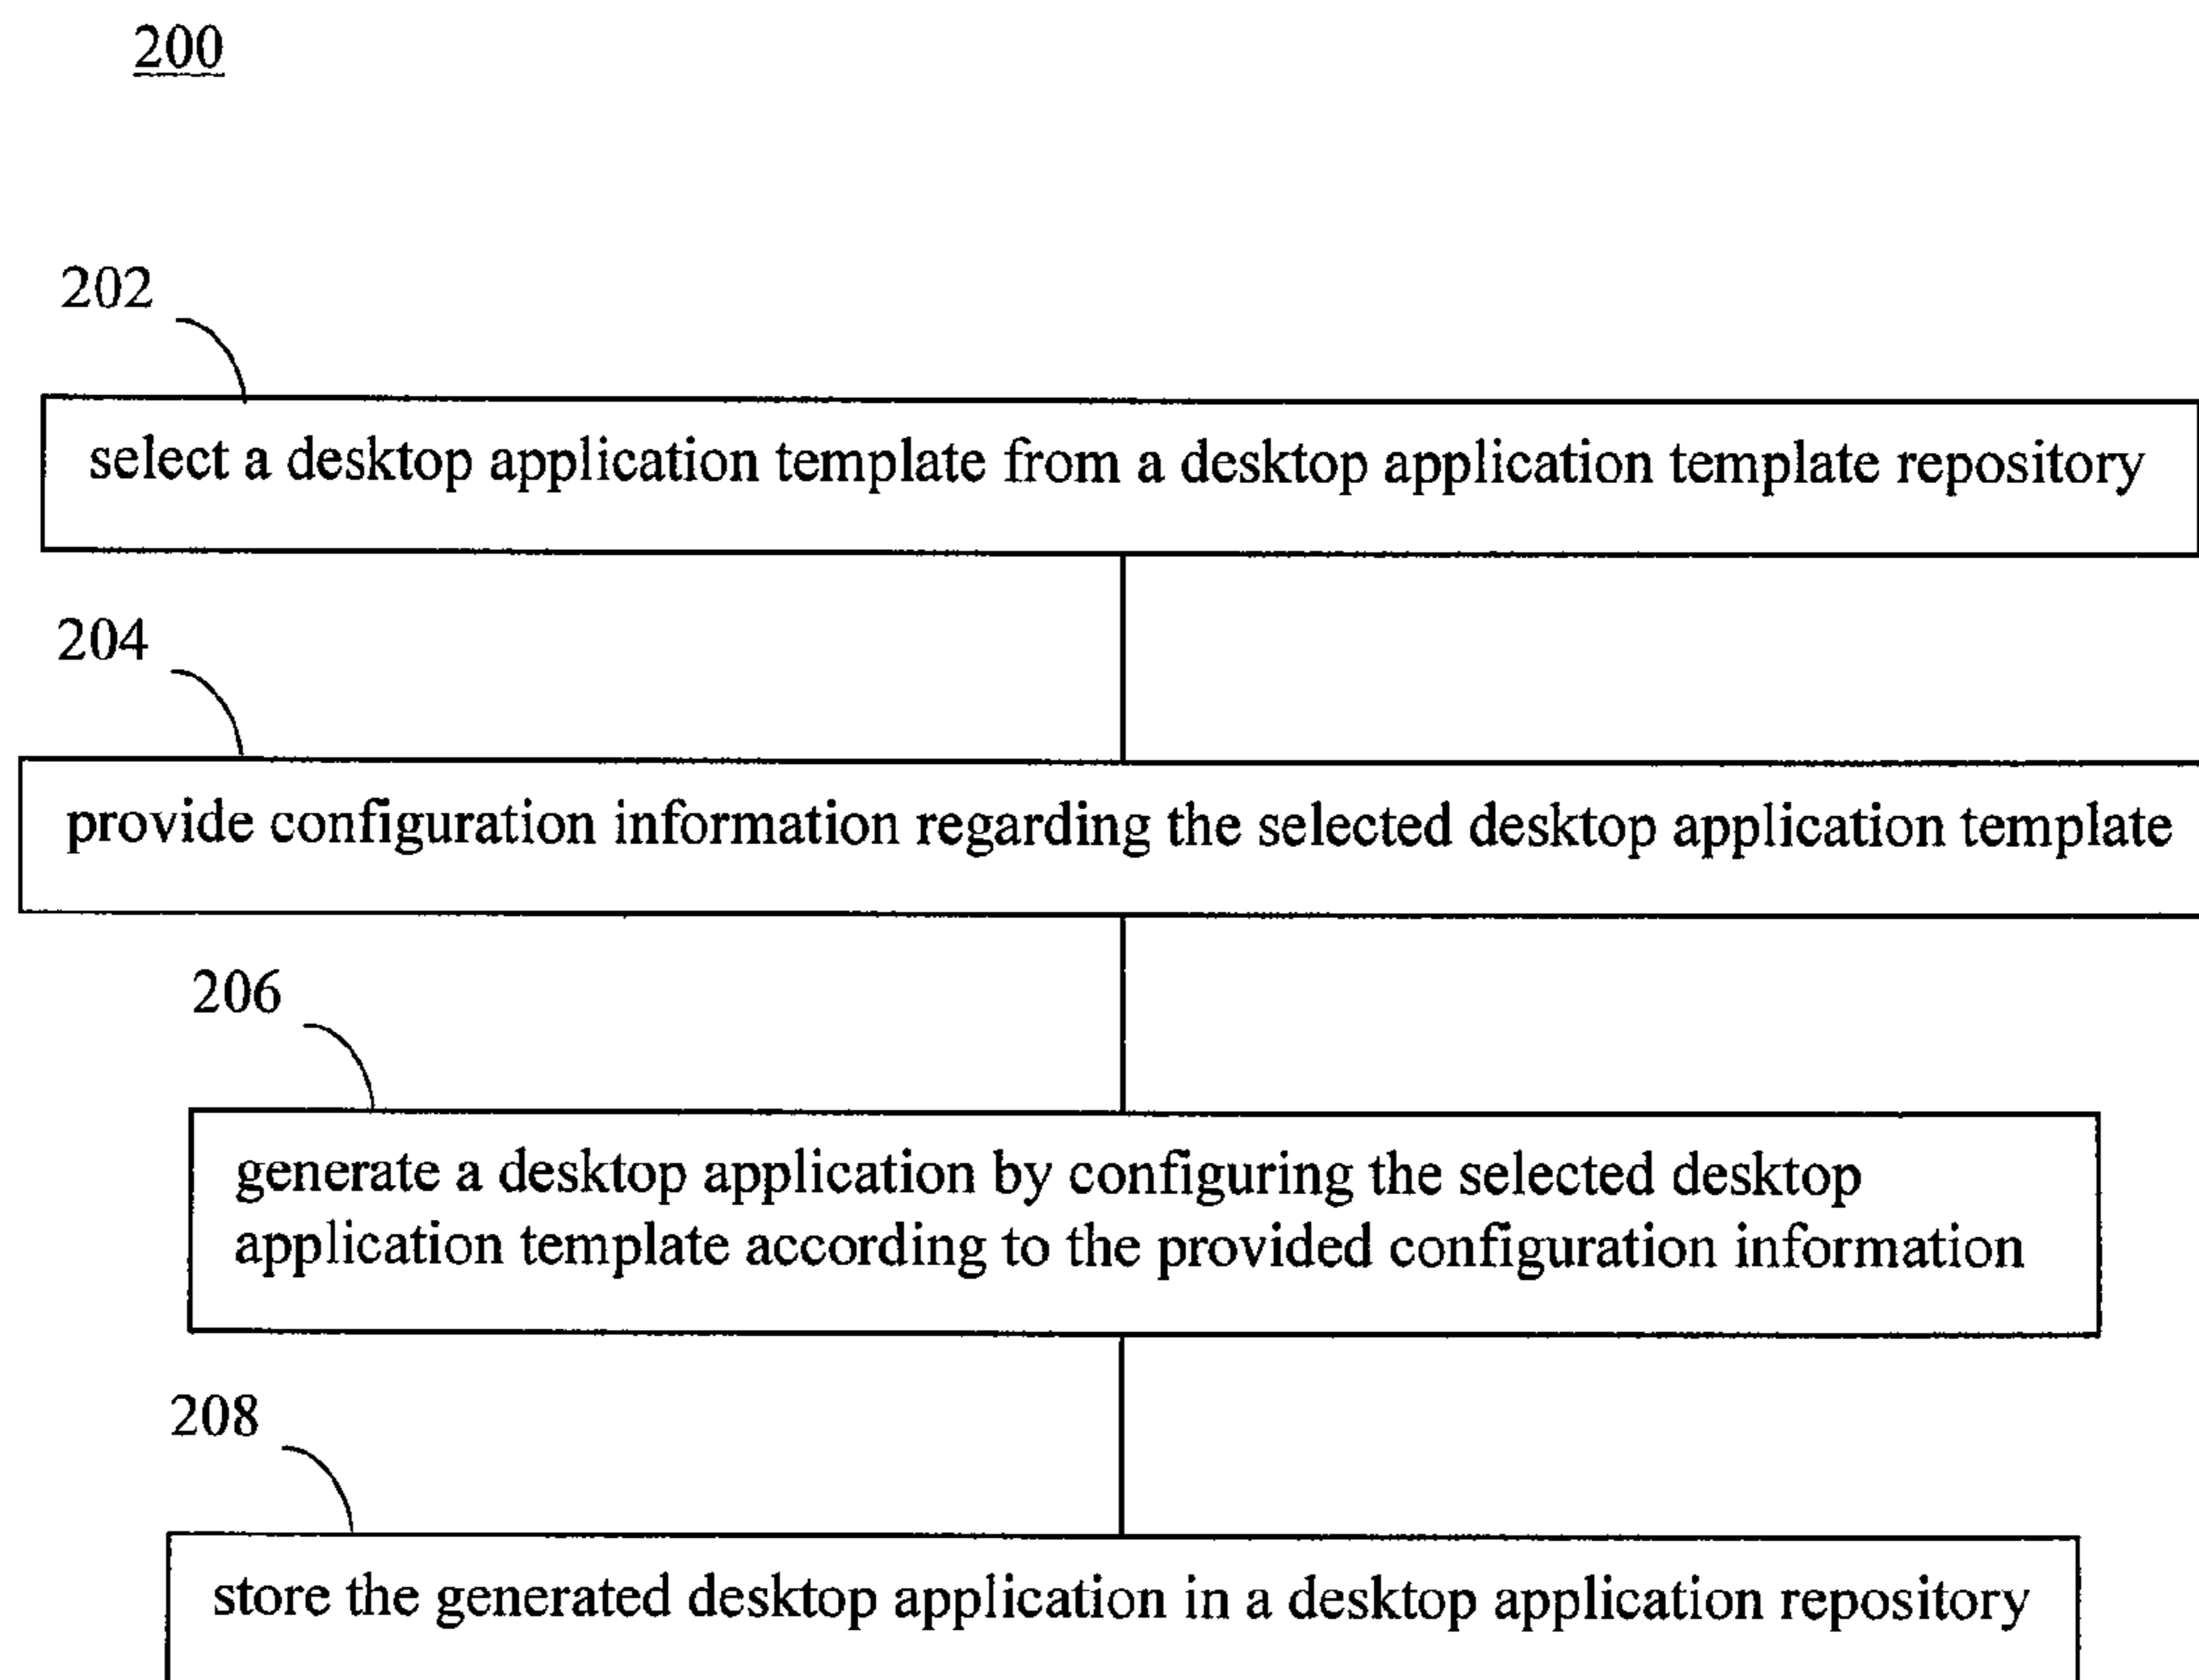 200
202
select a desktop application template from a desktop application template repository
204
provide configuration information regarding the selected desktop application template
206
generate a desktop application by configuring the selected desktop
application template according to the provided configuration information
208
store the generated desktop application in a desktop application repository